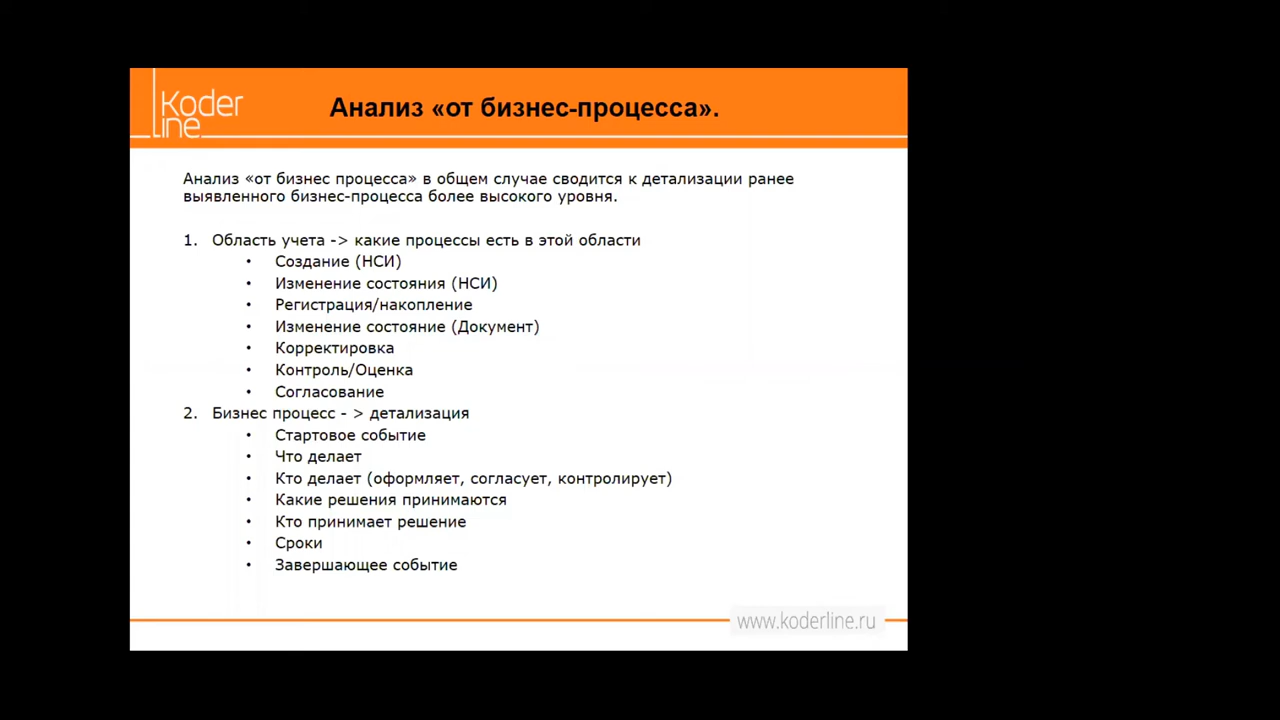 Koder
line
Анализ «от бизнес-процесса».
Анализ «от бизнес процесса» в общем случае сводится к детализации ранее
выявленного бизнес-процесса более высокого уровня.
1. Область учета -> какие процессы есть в этой области
• Создание (НСИ)
• Изменение состояния (НСИ)
• Регистрация/накопление
• Изменение состояние (Документ)
• Корректировка
• Контроль/Оценка
• Согласование
2. Бизнес процесс - > детализация
• Стартовое событие
• Что делает
• Кто делает (оформляет, согласует, контролирует)
• Какие решения принимаются
• Кто принимает решение
• Сроки
• Завершающее событие
www.koderline.ru